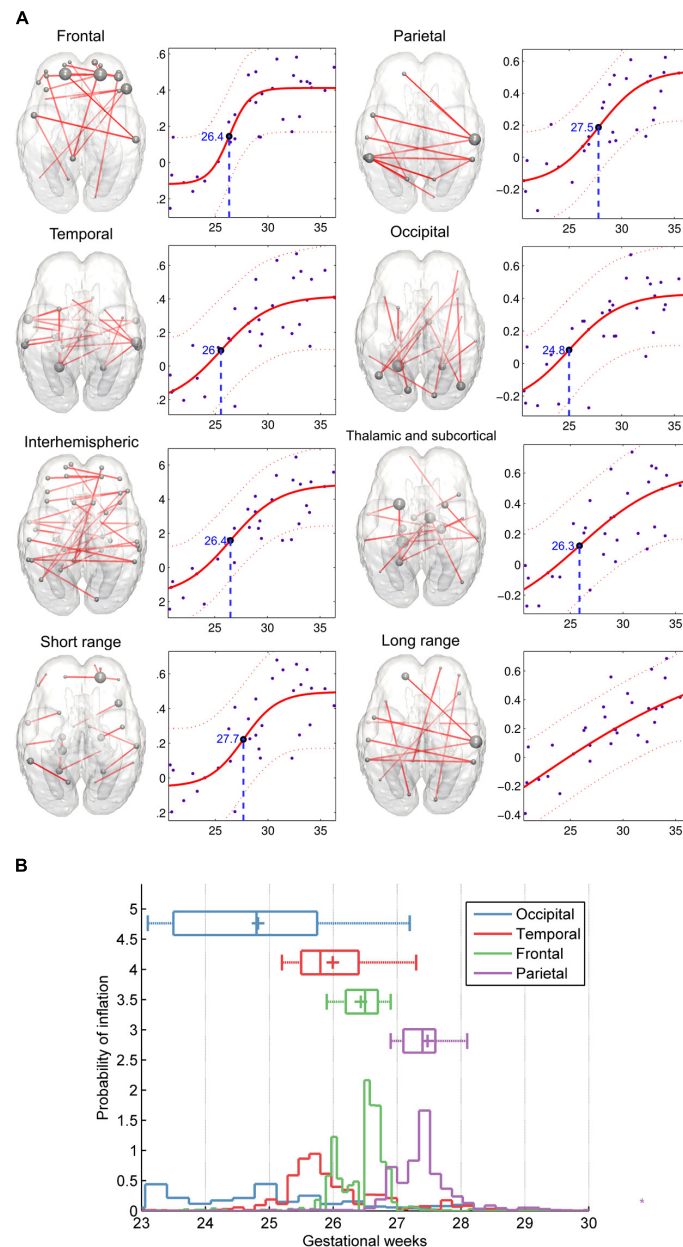 A
Frontal
Parietal
.6
.4
.2
0
.2
26.4
25 30 35
0.6
0.4
0.2
0
−0.2
27.5
25 30 35
Temporal
Occipital
.6
.4
.2
0
.2
26
25 30 35
0.6
0.4
0.2
0
−0.2
24.8
25 30 35
Interhemispheric
Thalamic and subcortical
6
4
2
0
2
26.4
25 30 35
0.6
0.4
0.2
0
−0.2
26.3
25 30 35
Short range
Long range
.6
.4
.2
0
.2
27.7
25 30 35
0.6
0.4
0.2
0
−0.2
−0.4
25 30 35
B
Probability of inflation
5
4.5
4
3.5
3
2.5
2
1.5
1
0.5
0
Occipital
Temporal
Frontal
Parietal
23 24 25 26 27 28 29 30
Gestational weeks
*